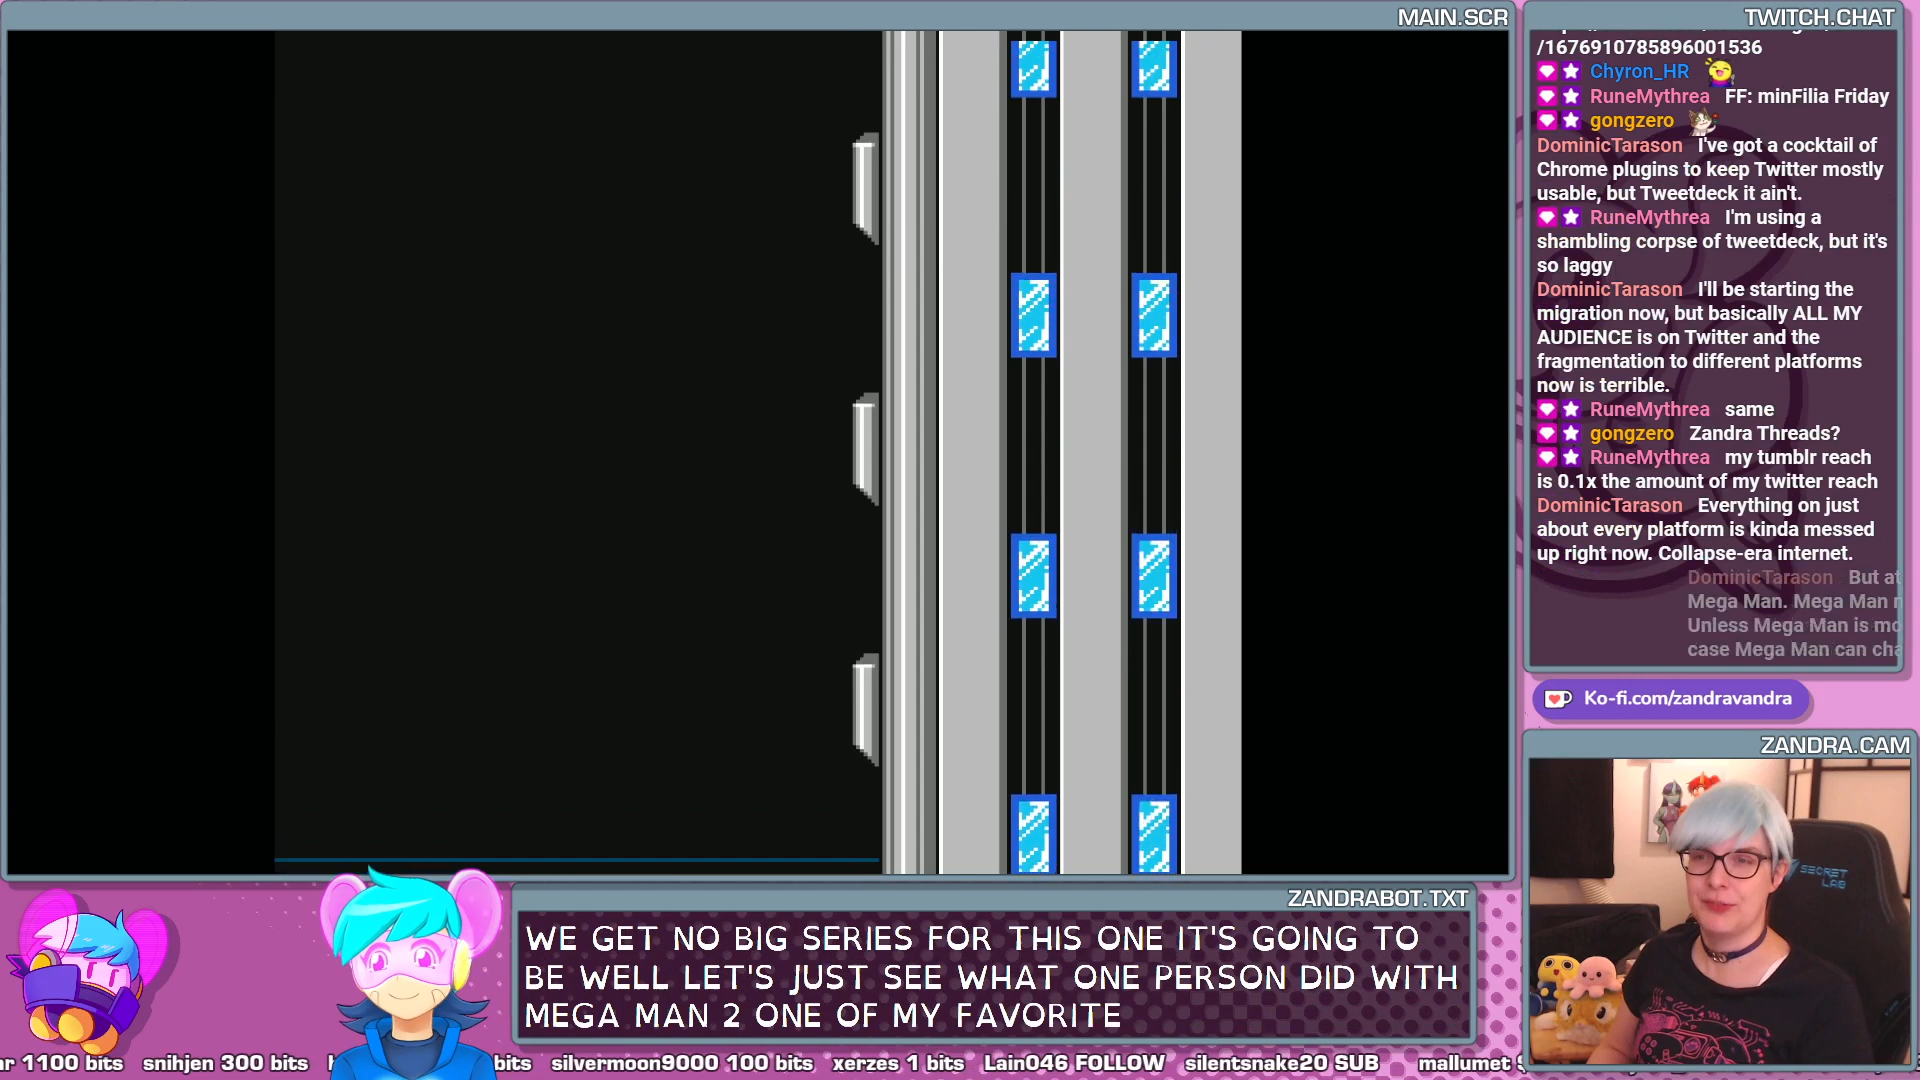 MAIN.SCR
TWITCH.CHAT
/1676910785896001536
Chyron_HR
RuneMythrea FF: minFilia Friday
gongzero
DominicTarason I've got a cocktail of
Chrome plugins to keep Twitter mostly
usable, but Tweetdeck it ain't.
RuneMythrea I'm using a
shambling corpse of tweetdeck, but it's
so laggy
DominicTarason I'll be starting the
migration now, but basically ALL MY
AUDIENCE is on Twitter and the
fragmentation to different platforms
now is terrible.
RuneMythrea same
gongzero Zandra Threads?
RuneMythrea my tumblr reach
is 0.1x the amount of my twitter reach
DominicTarason Everything on just
about every platform is kinda messed
up right now. Collapse-era internet.
DominicTarason But at
Mega Man. Mega Man
Unless Mega Man is
case Mega Man can
Ko-fi.com/zandravandra
ZANDRA.CAM
SECRET
LAB
ZANDRABOT.TXT
WE GET NO BIG SERIES FOR THIS ONE IT'S GOING TO
BE WELL LET'S JUST SEE WHAT ONE PERSON DID WITH
MEGA MAN 2 ONE OF MY FAVORITE
1100 bits snihjen 300 bits bits silvermoon9000 100 bits xerzes 1 bits Lain046 FOLLOW silentsnake20 SUB mallumet